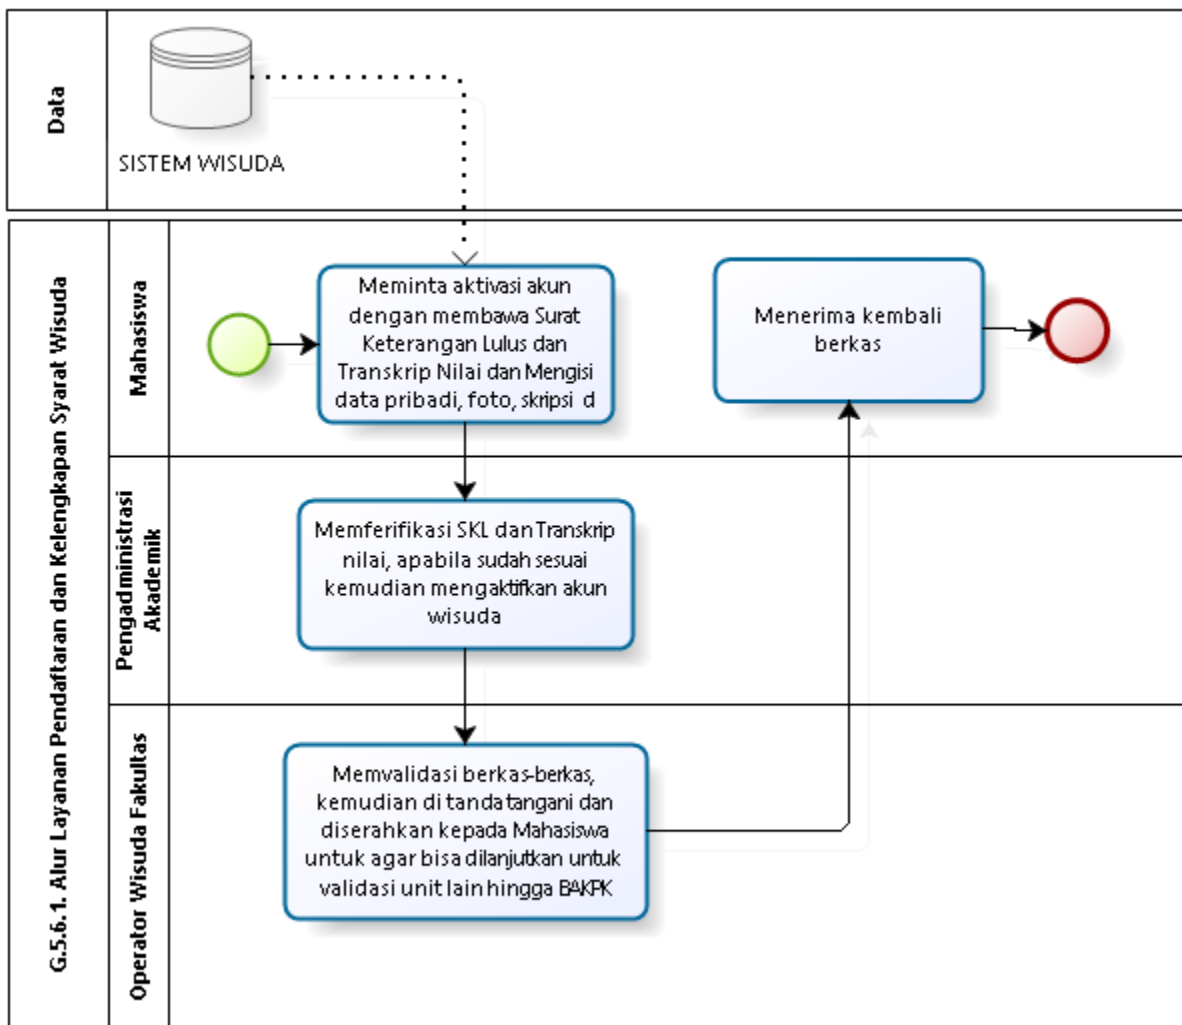 Data
SISTEM WISUDA
G.5.6.1. Alur Layanan Pendaftaran dan Kelengkapan Syarat Wisuda
Mahasiswa
Meminta aktivasi akun
dengan membawa Surat
Keterangan Lulus dan
Transkrip Nilai dan Mengisi
data pribadi, foto, skripsi d
Menerima kembali
berkas
Pengadministrasi
Akademik
Memferifikasi SKL dan Transkrip
nilai, apabila sudah sesuai
kemudian mengaktifkan akun
wisuda
Operator Wisuda Fakultas
Memvalidasi berkas-berkas,
kemudian di tandatangani dan
diserahkan kepada Mahasiswa
untuk agar bisa dilanjutkan untuk
validasi unit lain hingga BAKPK